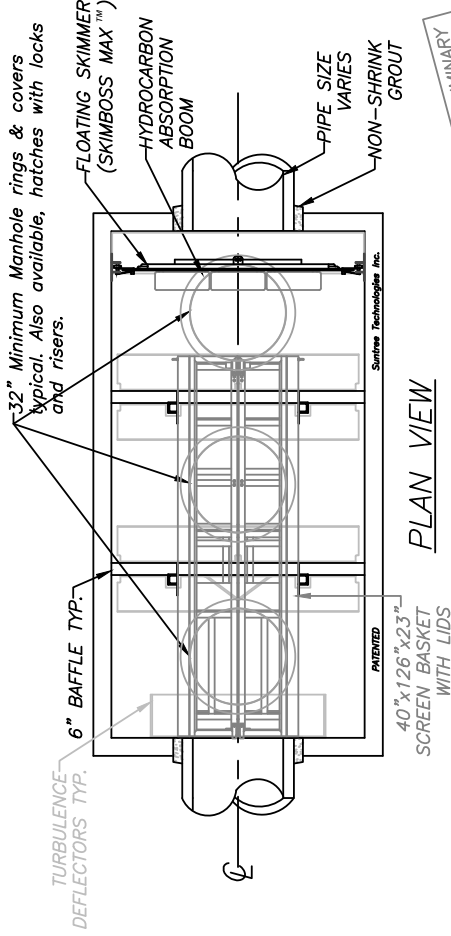 32" Minimum Manhole rings & covers
typical. Also available, hatches with locks
and risers.
FLOATING SKIMMER
(SKIMBOSS MAX™)
HYDROCARBON
ABSORPTION
BOOM
PIPE SIZE
VARIES
NON-SHRINK
GROUT
TURBULENCE
DEFLECTORS TYP.
6" BAFFLE TYP.
℄
PATENTED
Suntree Technologies Inc.
40"x126"x23"
SCREEN BASKET
WITH LIDS
PLAN VIEW